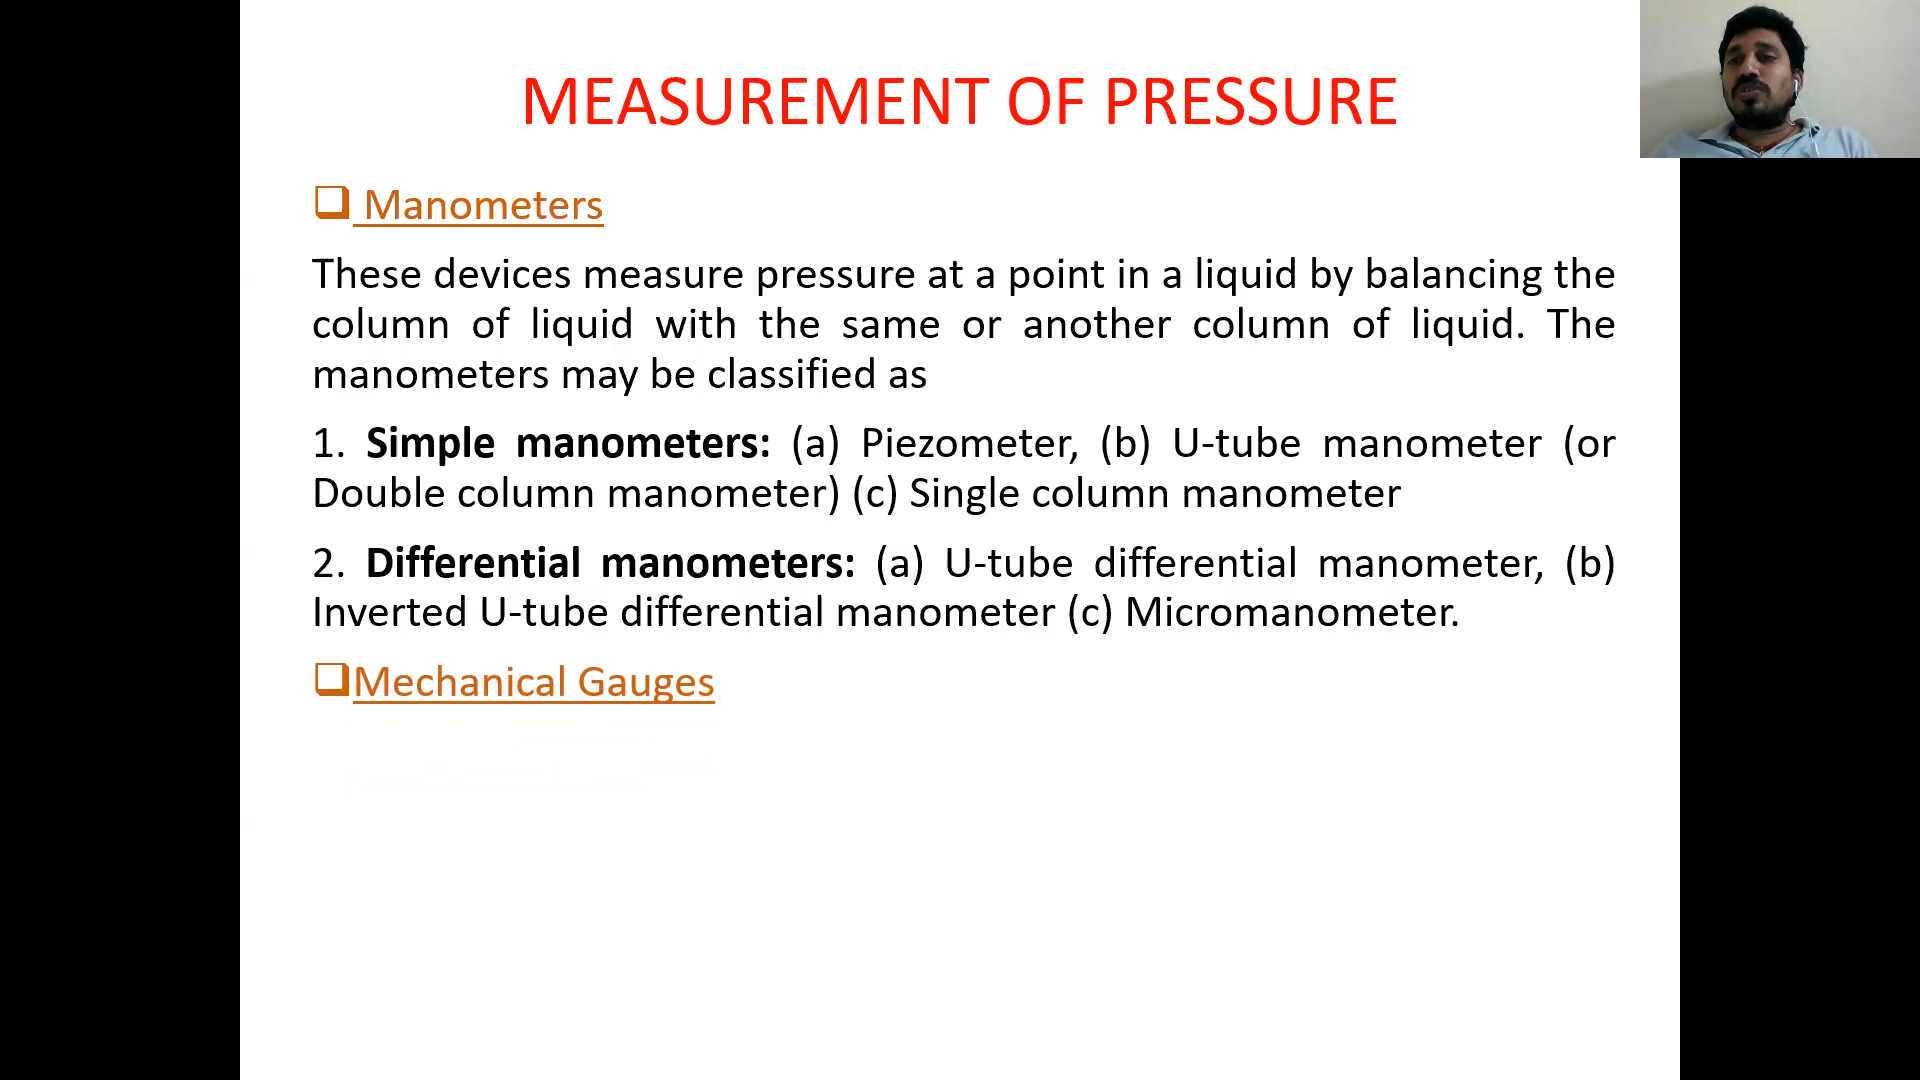 MEASUREMENT OF PRESSURE
Manometers
These devices measure pressure at a point in a liquid by balancing the
column of liquid with the same or another column of liquid. The
manometers may be classified as
1. Simple manometers: (a) Piezometer, (b) U-tube manometer (or
Double column manometer) (c) Single column manometer
2. Differential manometers: (a) U-tube differential manometer, (b)
Inverted U-tube differential manometer (c) Micromanometer.
Mechanical Gauges